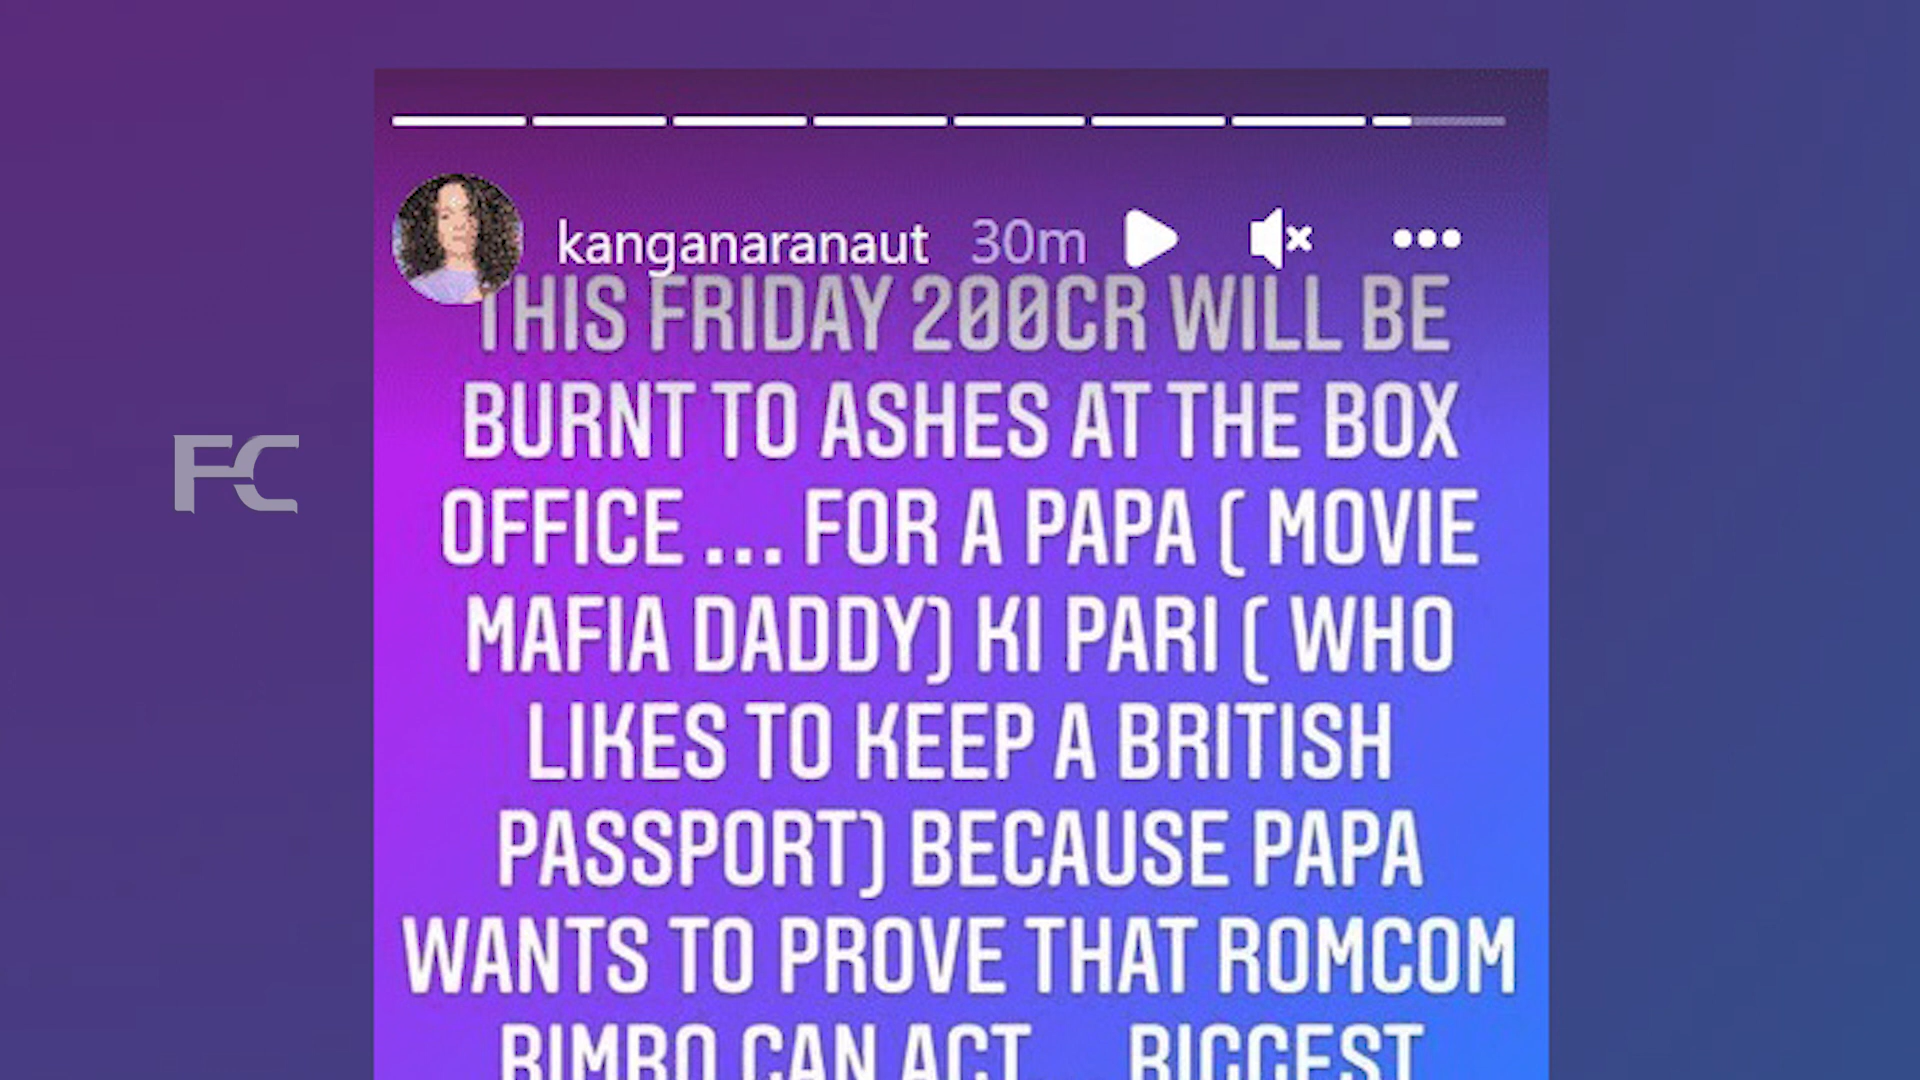 kanganaranaut 30m
THIS FRIDAY 200CR WILL BE
BURNT TO ASHES AT THE BOX
FC
OFFICE ... FOR A PAPA ( MOVIE
MAFIA DADDY) KI PARI ( WHO
LIKES TO KEEP A BRITISH
PASSPORT) BECAUSE PAPA
WANTS TO PROVE THAT ROMCOM
BIMBO CAN ACT... BIGGEST